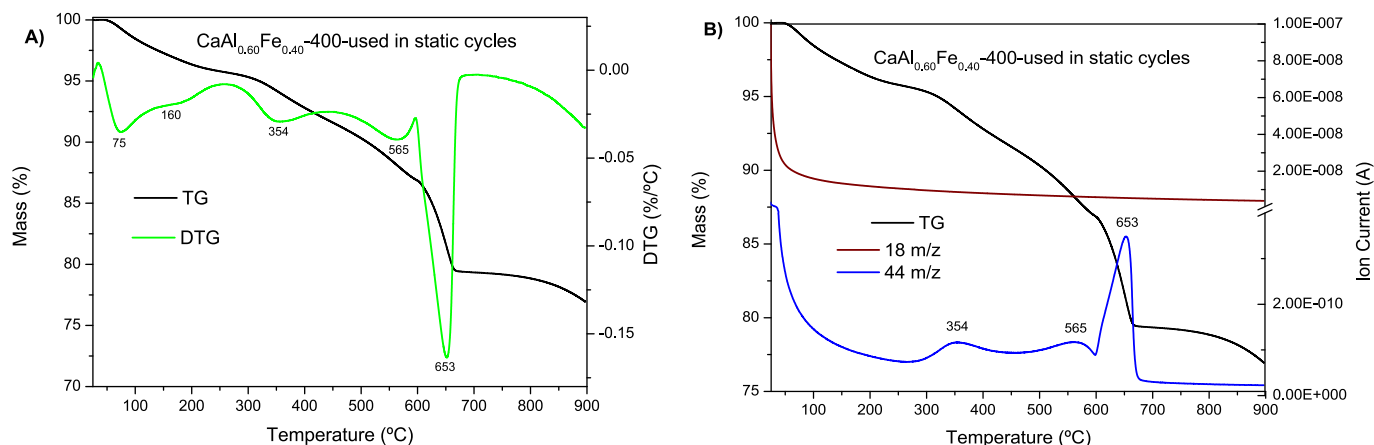 A)
CaAl0.60Fe0.40-400-used in static cycles
100
95
90
85
80
75
70
Mass (%)
0.00
-0.05
-0.10
-0.15
DTG (%/ºC)
75
160
354
565
653
TG
DTG
100 200 300 400 500 600 700 800 900
Temperature (ºC)
B)
CaAl0.60Fe0.40-400-used in static cycles
100
95
90
85
80
75
Mass (%)
1.00E-007
8.00E-008
6.00E-008
4.00E-008
2.00E-008
2.00E-010
0.00E+000
Ion Current (A)
TG
18 m/z
44 m/z
653
354
565
100 200 300 400 500 600 700 800 900
Temperature (ºC)